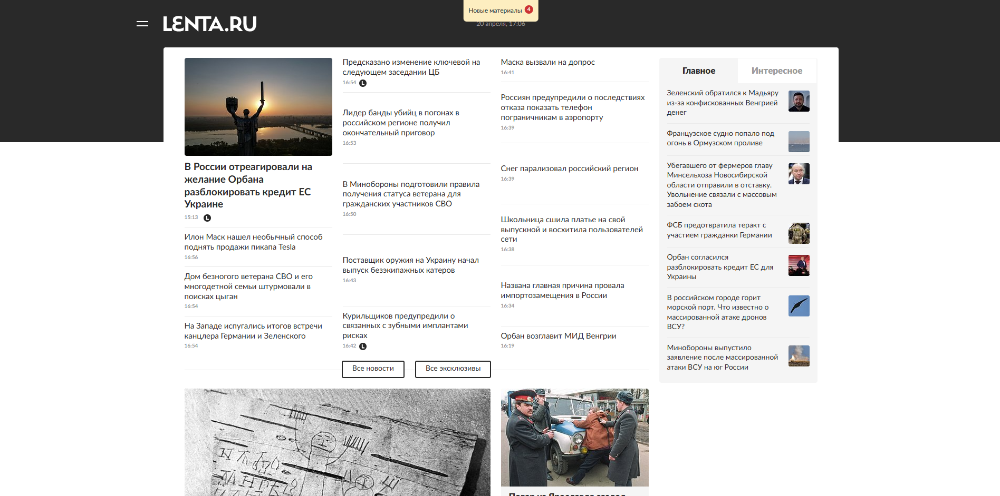 LENTA.RU
Новые материалы 4
20 апреля, 17:06
В России отреагировали на
желание Орбана
разблокировать кредит ЕС
Украине
15:13
Илон Маск нашел необычный способ
поднять продажи пикапа Tesla
16:56
Дом безногого ветерана СВО и его
многодетной семьи штурмовали в
поисках цыган
16:54
На Западе испугались итогов встречи
канцлера Германии и Зеленского
16:54
Предсказано изменение ключевой на
следующем заседании ЦБ
16:54
Лидер банды убийц в погонах в
российском регионе получил
окончательный приговор
16:53
В Минобороны подготовили правила
получения статуса ветерана для
гражданских участников СВО
16:50
Поставщик оружия на Украину начал
выпуск безэкипажных катеров
16:43
Курильщиков предупредили о
связанных с зубными имплантами
рисках
16:42
Маска вызвали на допрос
16:41
Россиян предупредили о последствиях
отказа показать телефон
пограничникам в аэропорту
16:39
Снег парализовал российский регион
16:39
Школьница сшила платье на свой
выпускной и восхитила пользователей
сети
16:38
Названа главная причина провала
импортозамещения в России
16:34
Орбан возглавит МИД Венгрии
16:19
Все новости
Все эксклюзивы
Главное
Интересное
Зеленский обратился к Мадьяру
из-за конфискованных Венгрией
денег
Французское судно попало под
огонь в Ормузском проливе
Убегавшего от фермеров главу
Минсельхоза Новосибирской
области отправили в отставку.
Увольнение связали с массовым
забоем скота
ФСБ предотвратила теракт с
участием гражданки Германии
Орбан согласился
разблокировать кредит ЕС для
Украины
В российском городе горит
морской порт. Что известно о
массированной атаке дронов
ВСУ?
Минобороны выпустило
заявление после массированной
атаки ВСУ на юг России